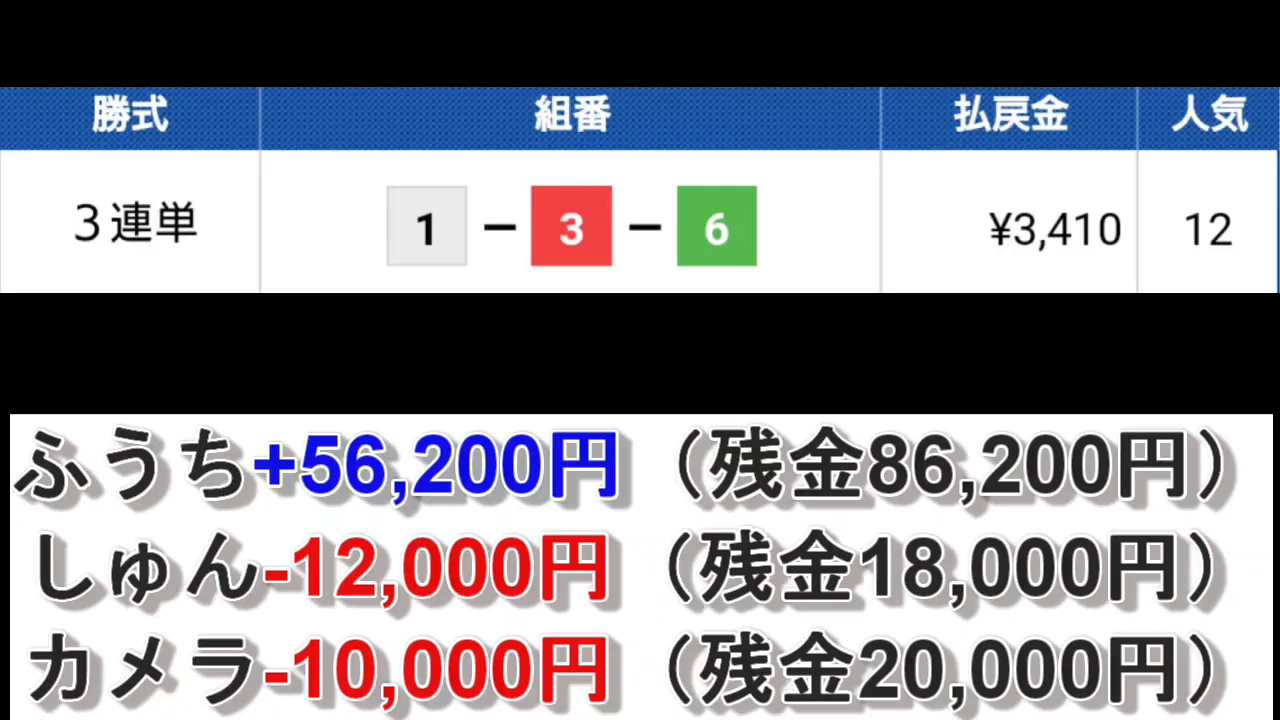 勝式 組番 払戻金 人気
３連単 1 - 3 - 6 ¥3,410 12
ふうち+56,200円（残金86,200円）
しゅん-12,000円（残金18,000円）
カメラ-10,000円（残金20,000円）